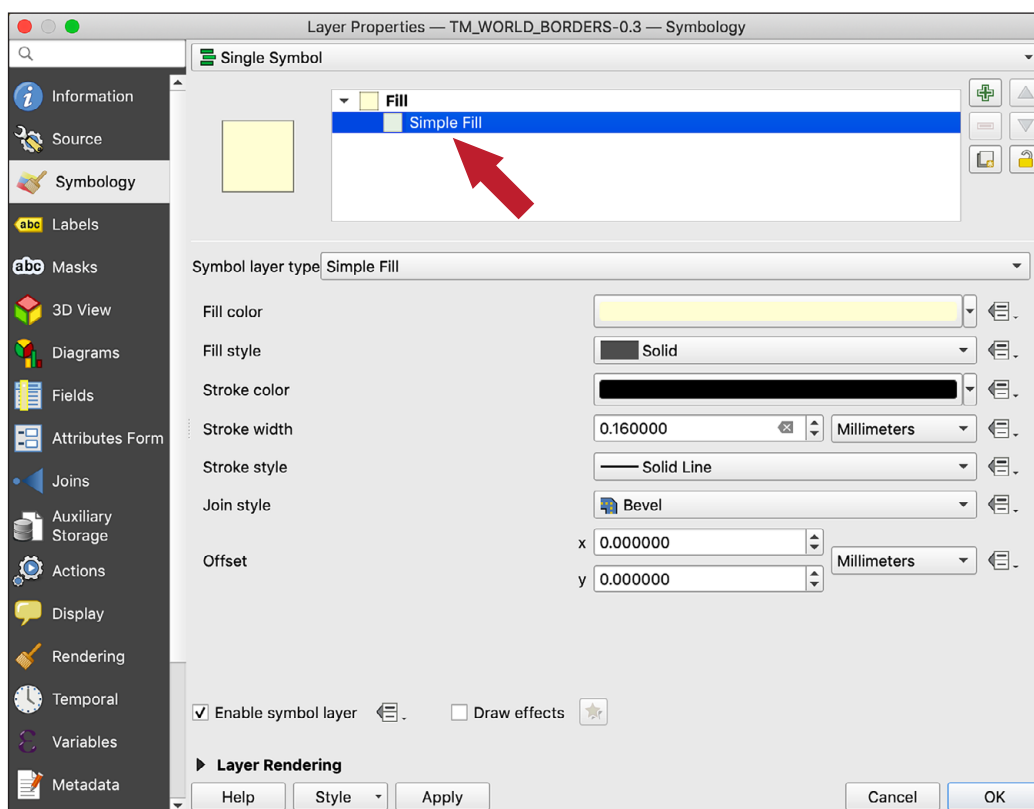 Layer Properties — TM_WORLD_BORDERS-0.3 — Symbology
Single Symbol
Information
Source
Symbology
abc Labels
abc Masks
3D View
Diagrams
Fields
Attributes Form
Joins
Auxiliary
Storage
Actions
Display
Rendering
Temporal
Variables
Metadata
Fill
Simple Fill
Symbol layer type Simple Fill
Fill color
Fill style Solid
Stroke color
Stroke width 0.160000 Millimeters
Stroke style Solid Line
Join style Bevel
Offset x 0.000000 Millimeters
y 0.000000
Enable symbol layer Draw effects
Layer Rendering
Help Style Apply Cancel OK